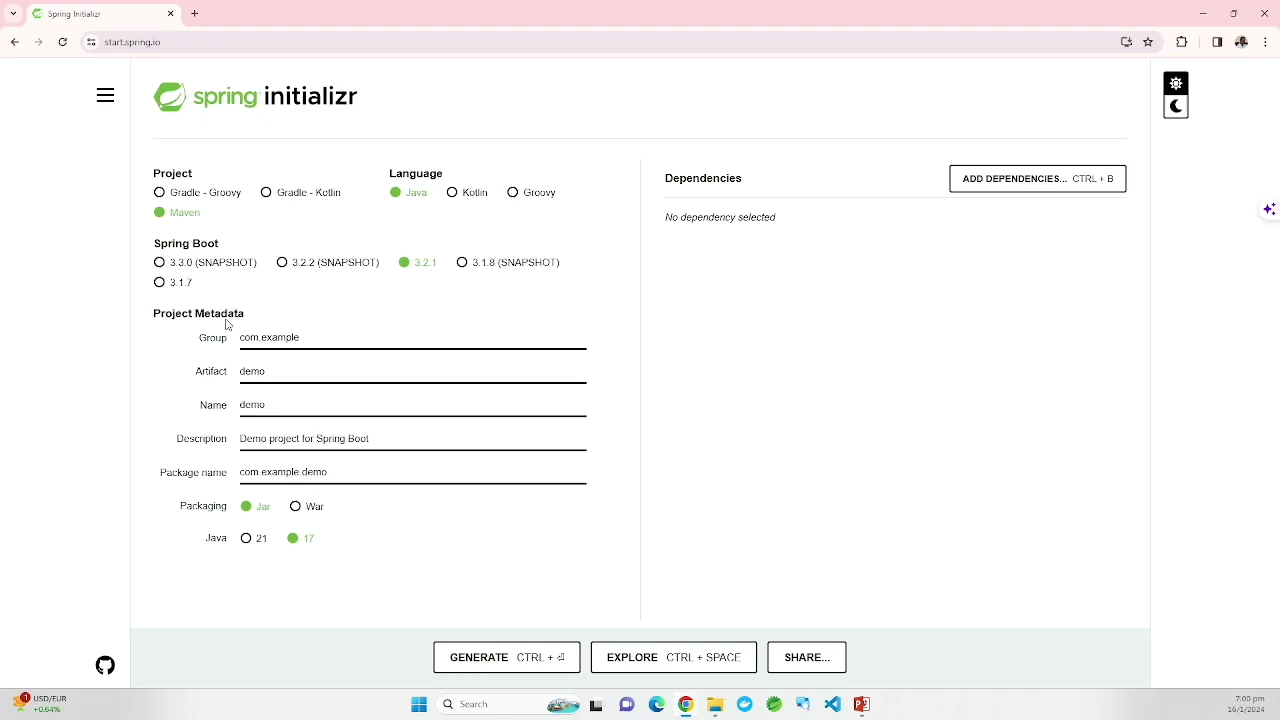 Spring Initializr
start.spring.io
spring initializr
Project
Gradle - Groovy
Gradle - Kotlin
Maven
Language
Java
Kotlin
Groovy
Spring Boot
3.3.0 (SNAPSHOT)
3.2.2 (SNAPSHOT)
3.2.1
3.1.8 (SNAPSHOT)
3.1.7
Project Metadata
Group com.example
Artifact demo
Name demo
Description Demo project for Spring Boot
Package name com.example.demo
Packaging Jar War
Java 21 17
Dependencies
ADD DEPENDENCIES... CTRL + B
No dependency selected
GENERATE CTRL + ⏎
EXPLORE CTRL + SPACE
SHARE...
1
USD/EUR
+0.64%
Search
7:00 pm
16/1/2024